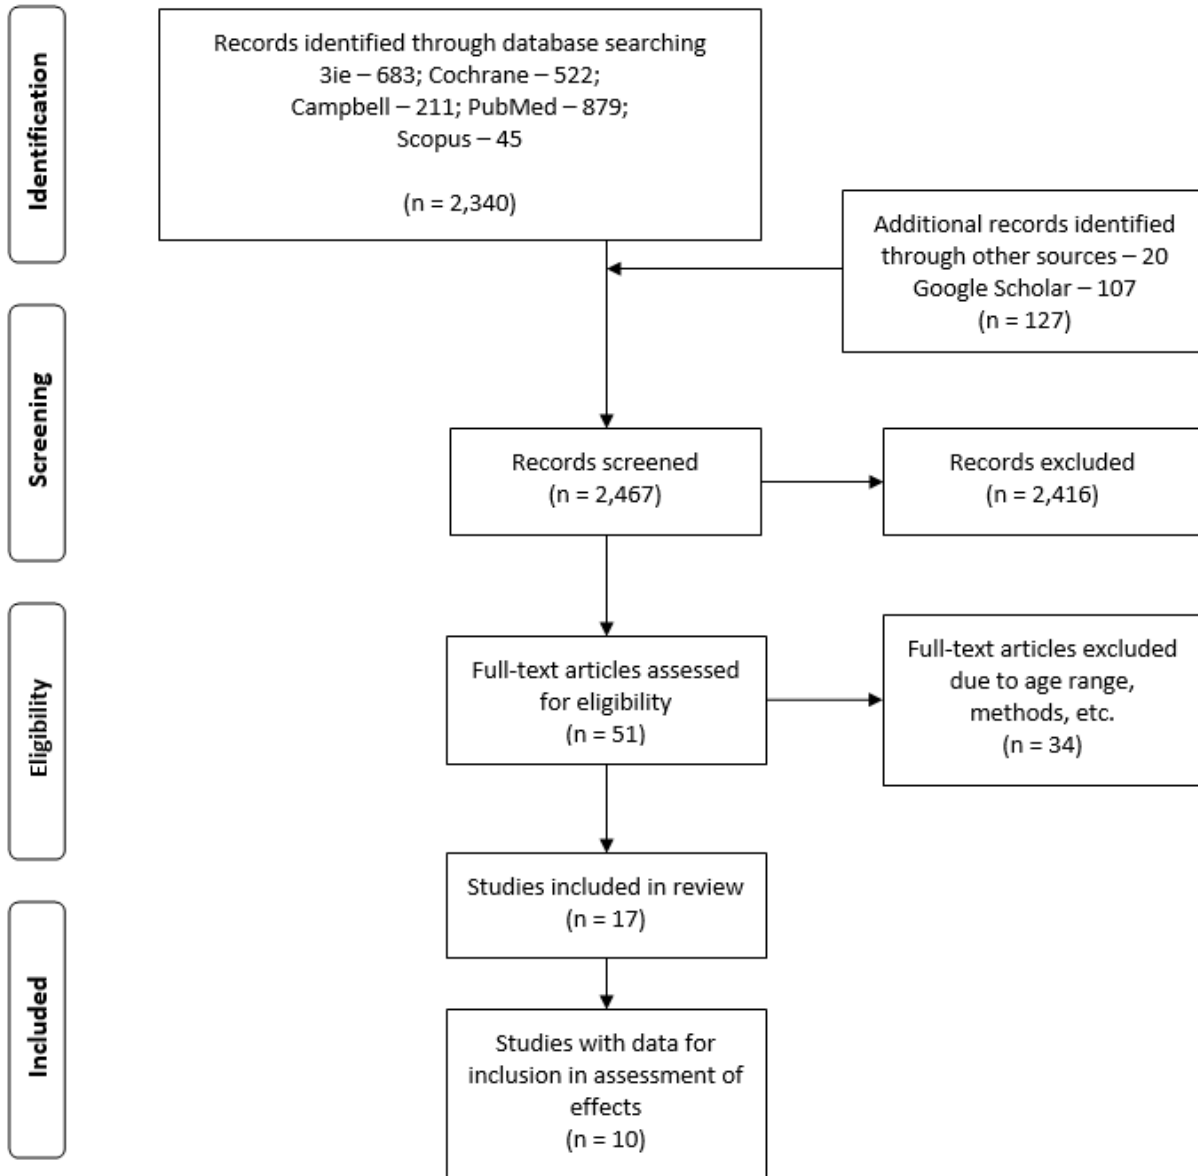 Identification
Records identified through database searching
3ie – 683; Cochrane – 522;
Campbell – 211; PubMed – 879;
Scopus – 45
(n = 2,340)
Additional records identified
through other sources – 20
Google Scholar – 107
(n = 127)
Screening
Records screened
(n = 2,467)
Records excluded
(n = 2,416)
Eligibility
Full-text articles assessed
for eligibility
(n = 51)
Full-text articles excluded
due to age range,
methods, etc.
(n = 34)
Studies included in review
(n = 17)
Included
Studies with data for
inclusion in assessment of
effects
(n = 10)